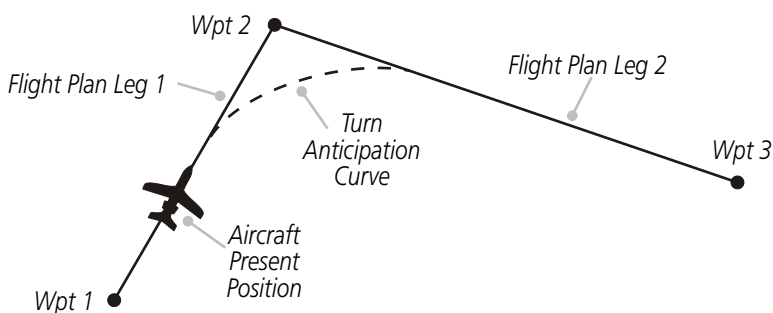 Wpt 2
Flight Plan Leg 1
Flight Plan Leg 2
Turn
Anticipation
Curve
Wpt 3
Aircraft
Present
Position
Wpt 1